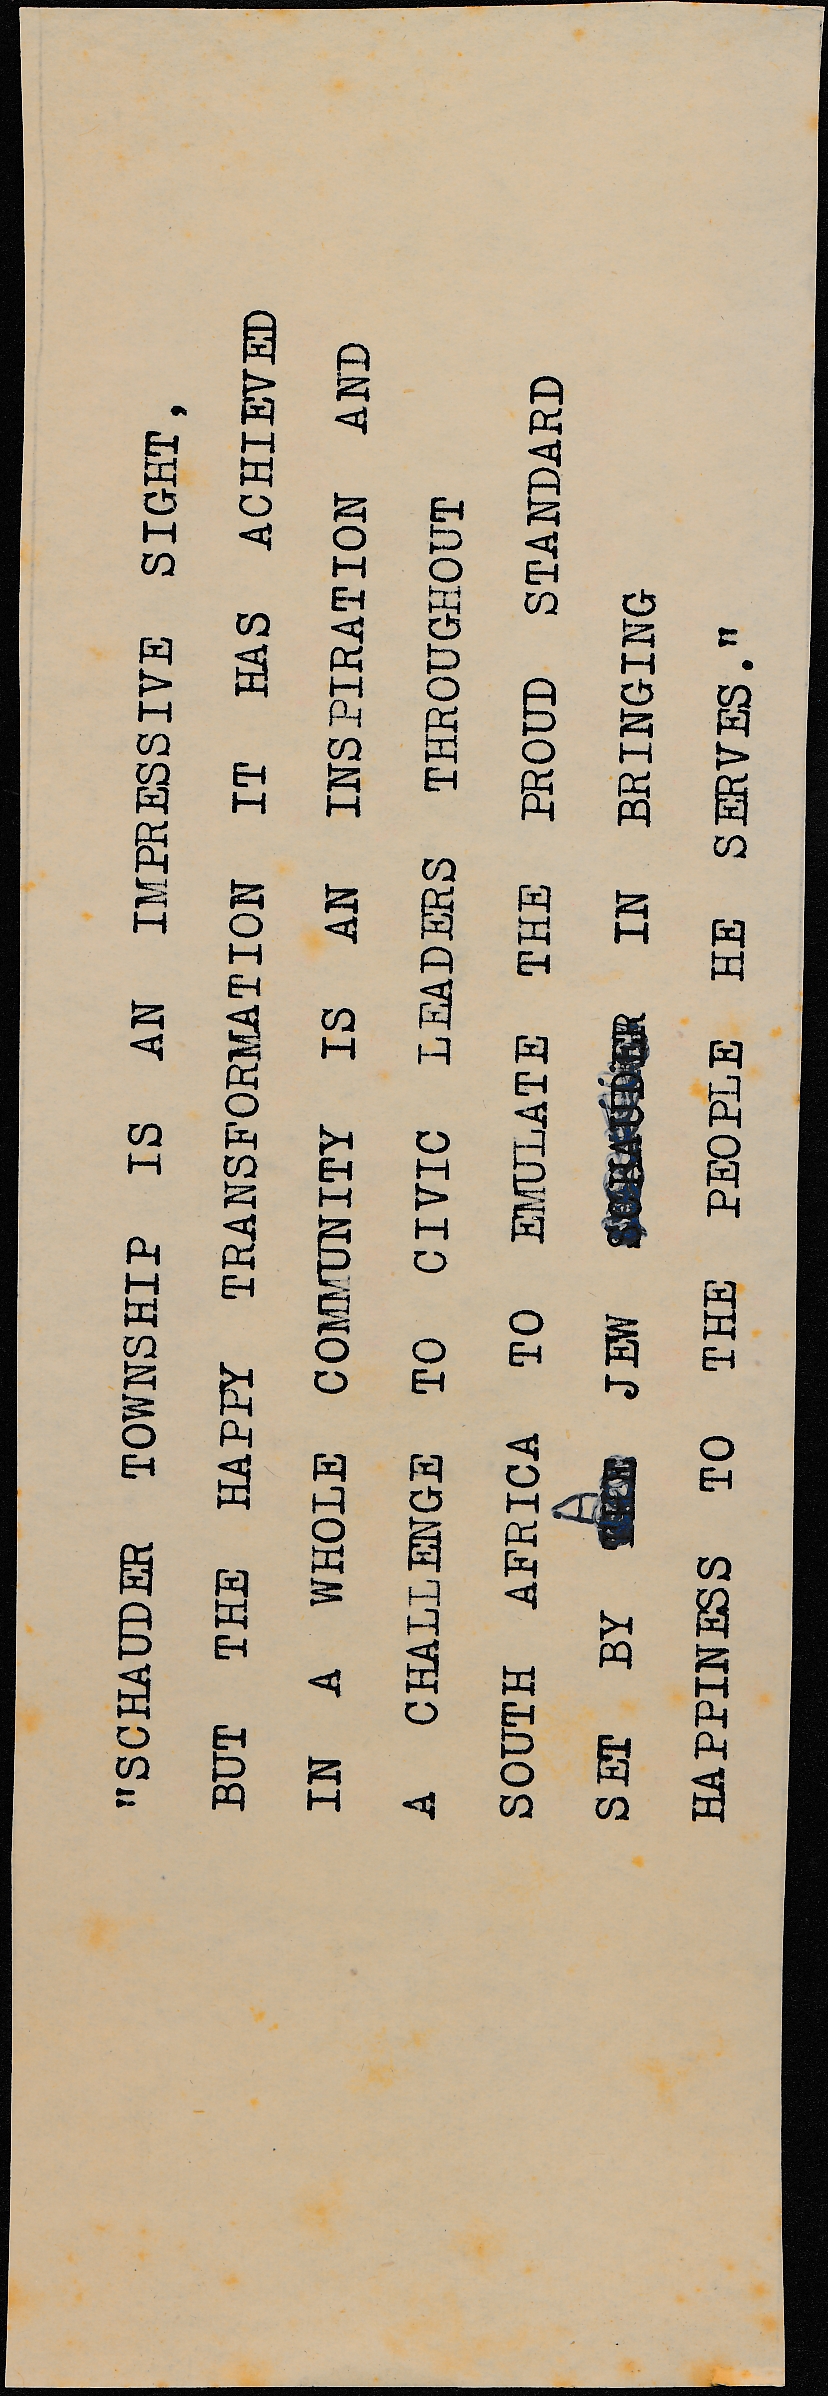 "SCHAUDER TOWNSHIP IS AN IMPRESSIVE SIGHT,
BUT THE HAPPY TRANSFORMATION IT HAS ACHIEVED
IN A WHOLE COMMUNITY IS AN INSPIRATION AND
A CHALLENGE TO CIVIC LEADERS THROUGHOUT
SOUTH AFRICA TO EMULATE THE PROUD STANDARD
SET BY A JEW IN BRINGING
HAPPINESS TO THE PEOPLE HE SERVES."